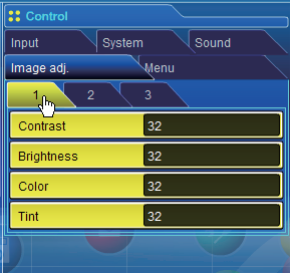 Control
Input System Sound
Image adj. Menu
1 2 3
Contrast 32
Brightness 32
Color 32
Tint 32